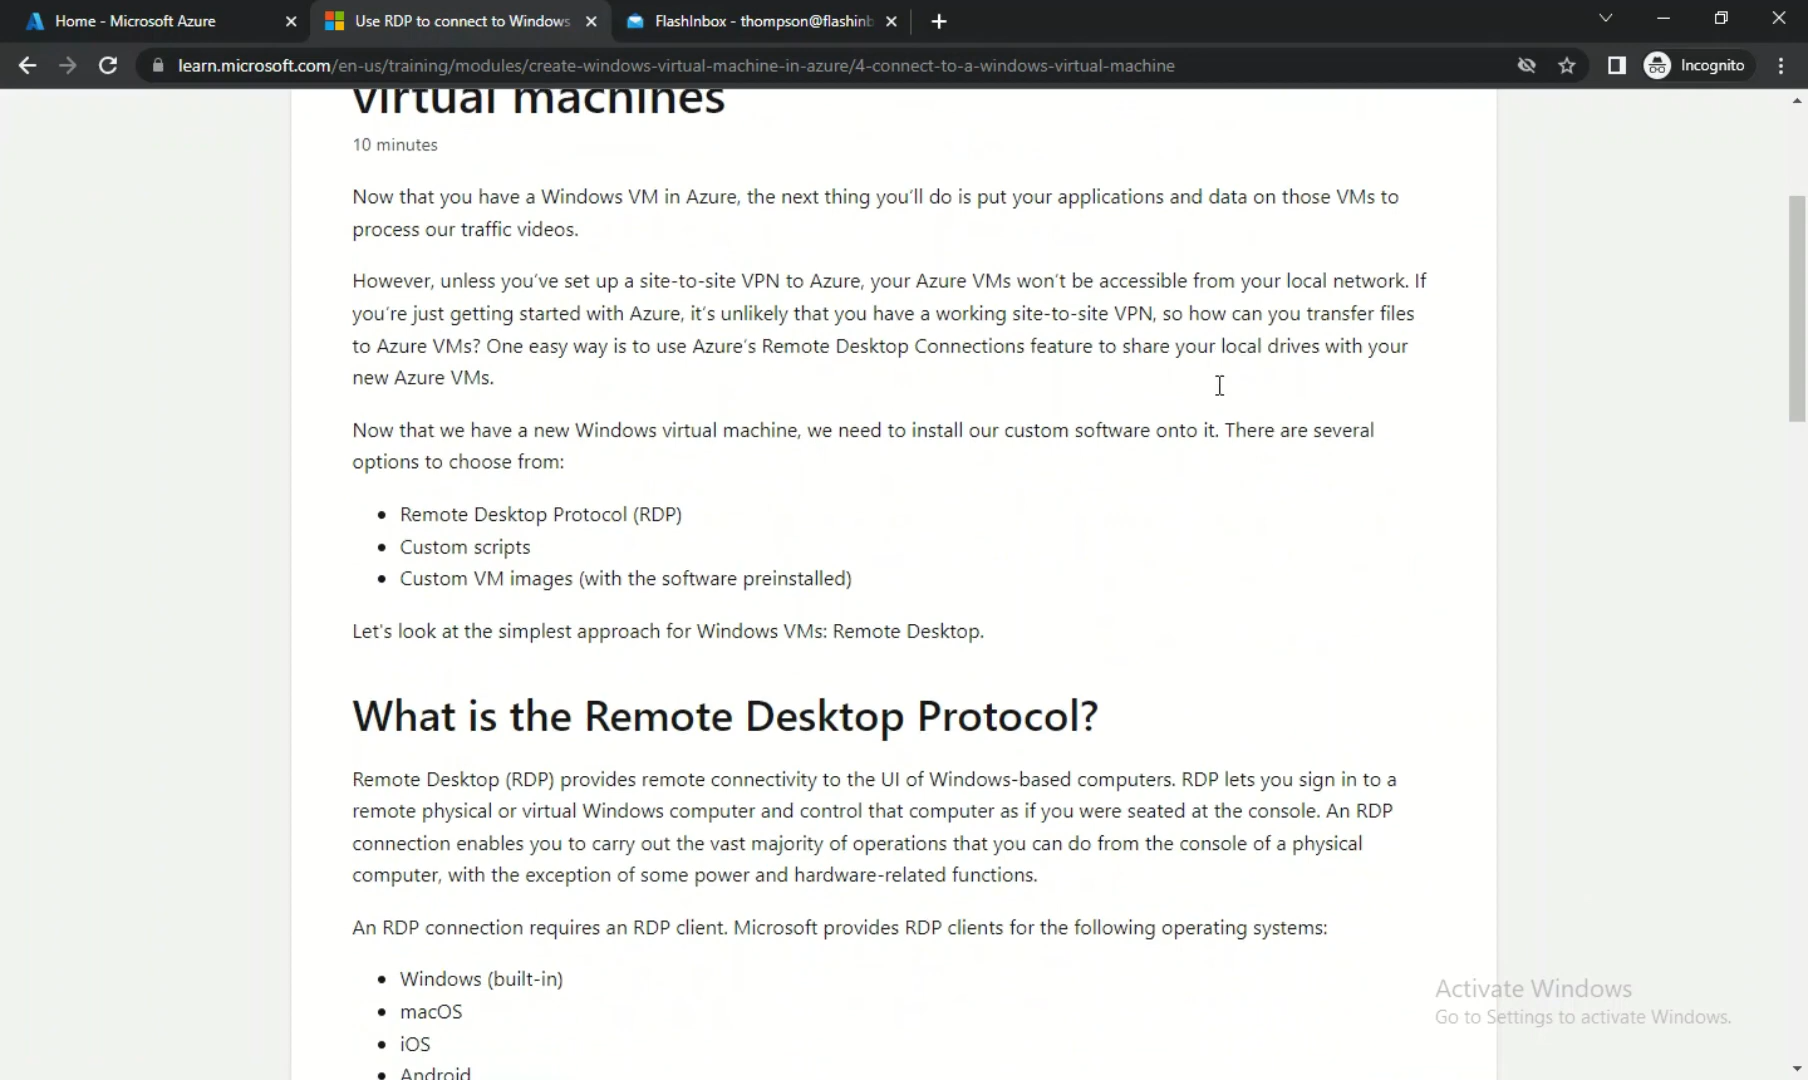 Home - Microsoft Azure
Use RDP to connect to Windows
FlashInbox - thompson@flashinb
learn.microsoft.com/en-us/training/modules/create-windows-virtual-machine-in-azure/4-connect-to-a-windows-virtual-machine
Incognito
virtual machines
10 minutes
Now that you have a Windows VM in Azure, the next thing you'll do is put your applications and data on those VMs to
process our traffic videos.
However, unless you've set up a site-to-site VPN to Azure, your Azure VMs won't be accessible from your local network. If
you're just getting started with Azure, it's unlikely that you have a working site-to-site VPN, so how can you transfer files
to Azure VMs? One easy way is to use Azure's Remote Desktop Connections feature to share your local drives with your
new Azure VMs.
Now that we have a new Windows virtual machine, we need to install our custom software onto it. There are several
options to choose from:
• Remote Desktop Protocol (RDP)
• Custom scripts
• Custom VM images (with the software preinstalled)
Let's look at the simplest approach for Windows VMs: Remote Desktop.
What is the Remote Desktop Protocol?
Remote Desktop (RDP) provides remote connectivity to the UI of Windows-based computers. RDP lets you sign in to a
remote physical or virtual Windows computer and control that computer as if you were seated at the console. An RDP
connection enables you to carry out the vast majority of operations that you can do from the console of a physical
computer, with the exception of some power and hardware-related functions.
An RDP connection requires an RDP client. Microsoft provides RDP clients for the following operating systems:
• Windows (built-in)
• macOS
• iOS
• Android
Activate Windows
Go to Settings to activate Windows.